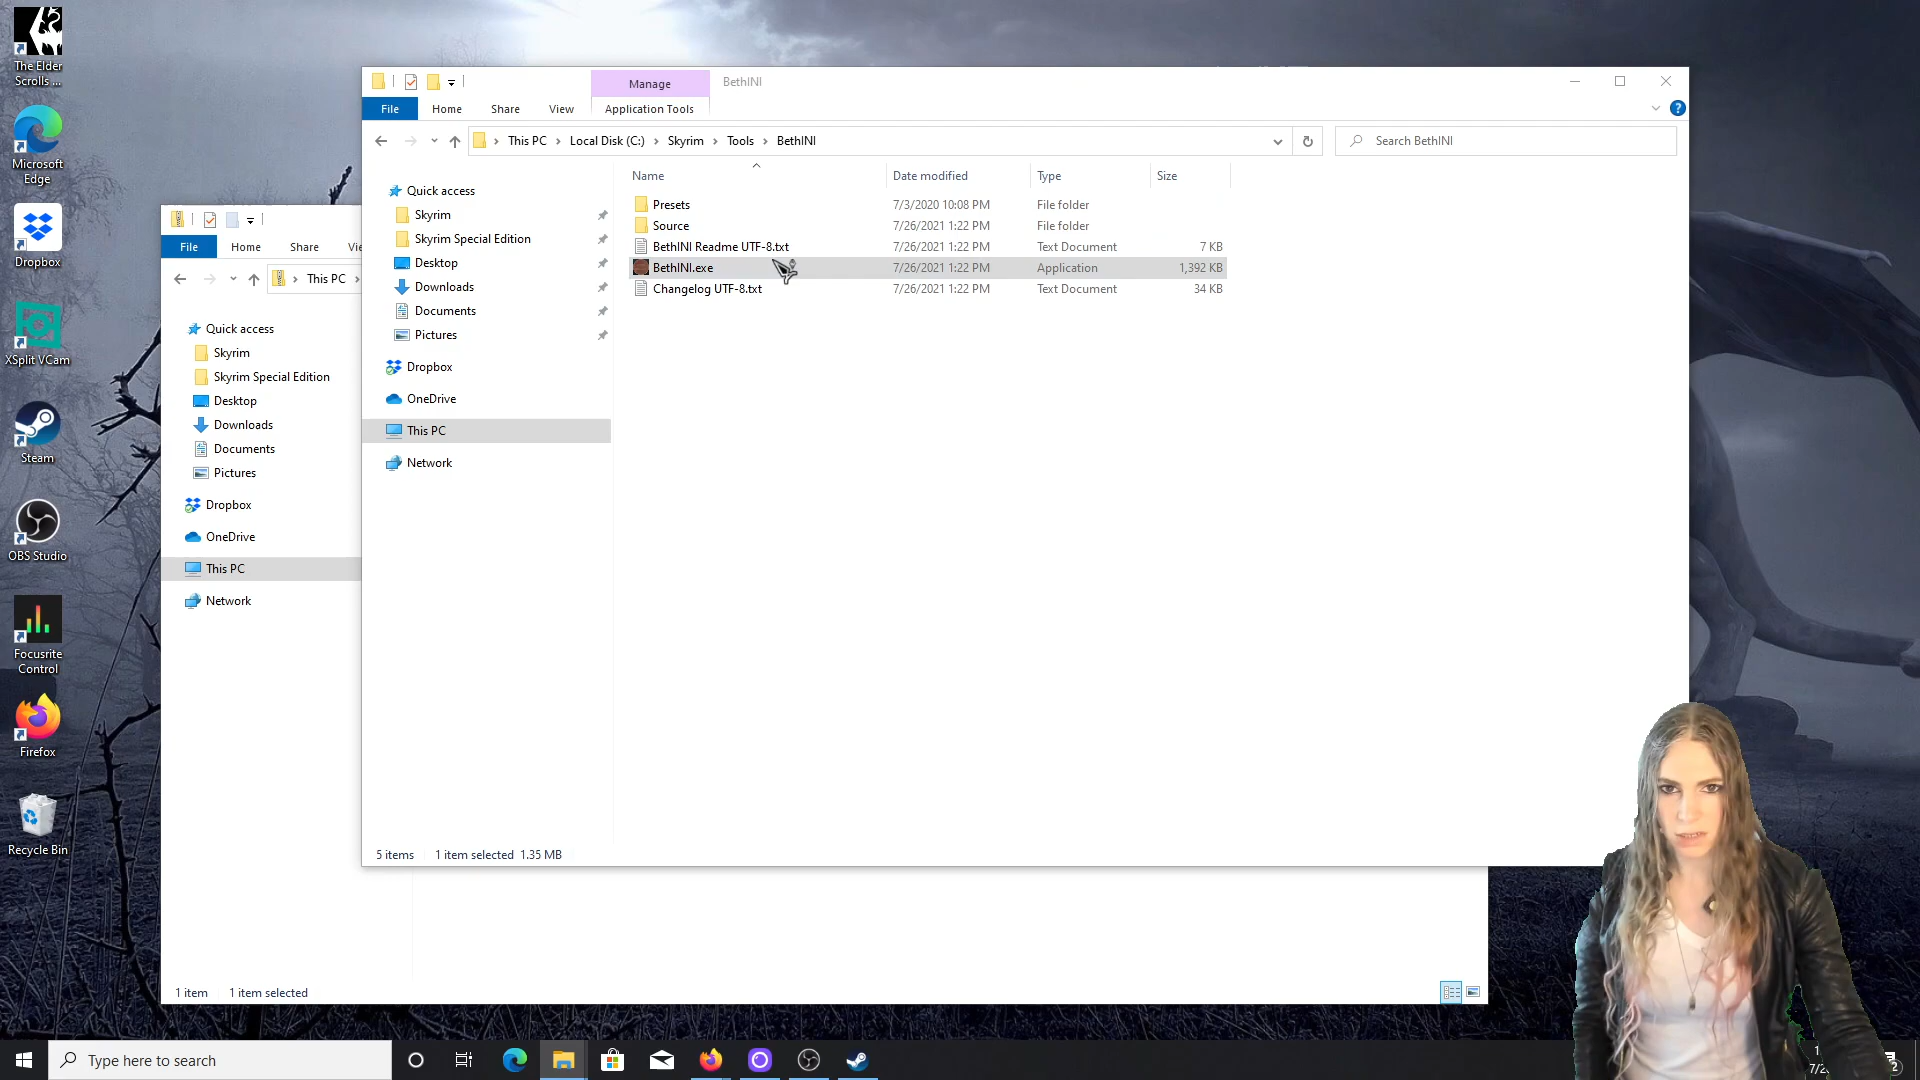 The Elder
Scrolls ...
Microsoft
Edge
Dropbox
XSplit VCam
Steam
OBS Studio
Focusrite
Control
Firefox
Recycle Bin
File
Home
Share
This PC
Quick access
Skyrim
Skyrim Special Edition
Desktop
Downloads
Documents
Pictures
Dropbox
OneDrive
This PC
Network
1 item
1 item selected
Manage
BethINI
File
Home
Share
View
Application Tools
This PC > Local Disk (C:) > Skyrim > Tools > BethINI
Search BethINI
Quick access
Skyrim
Skyrim Special Edition
Desktop
Downloads
Documents
Pictures
Dropbox
OneDrive
This PC
Network
Name Date modified Type Size
Presets 7/3/2020 10:08 PM File folder
Source 7/26/2021 1:22 PM File folder
BethINI Readme UTF-8.txt 7/26/2021 1:22 PM Text Document 7 KB
BethINI.exe 7/26/2021 1:22 PM Application 1,392 KB
Changelog UTF-8.txt 7/26/2021 1:22 PM Text Document 34 KB
5 items 1 item selected 1.35 MB
Type here to search
2